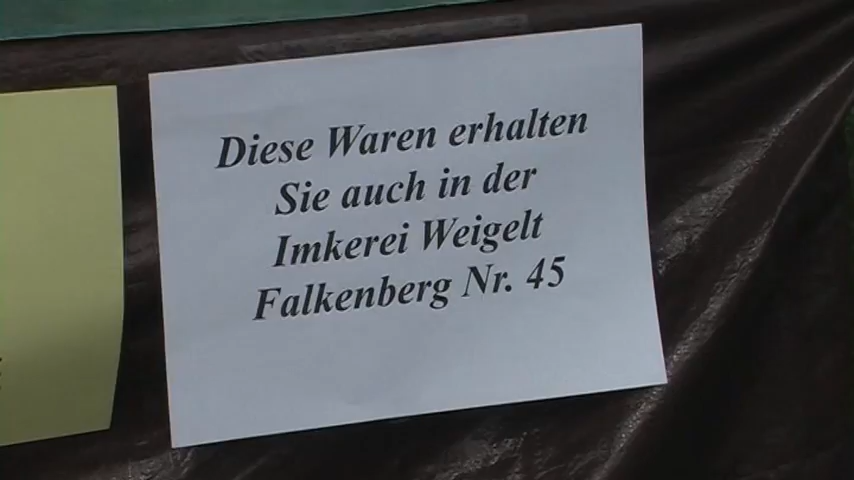 Diese Waren erhalten
Sie auch in der
Imkerei Weigelt
Falkenberg Nr. 45